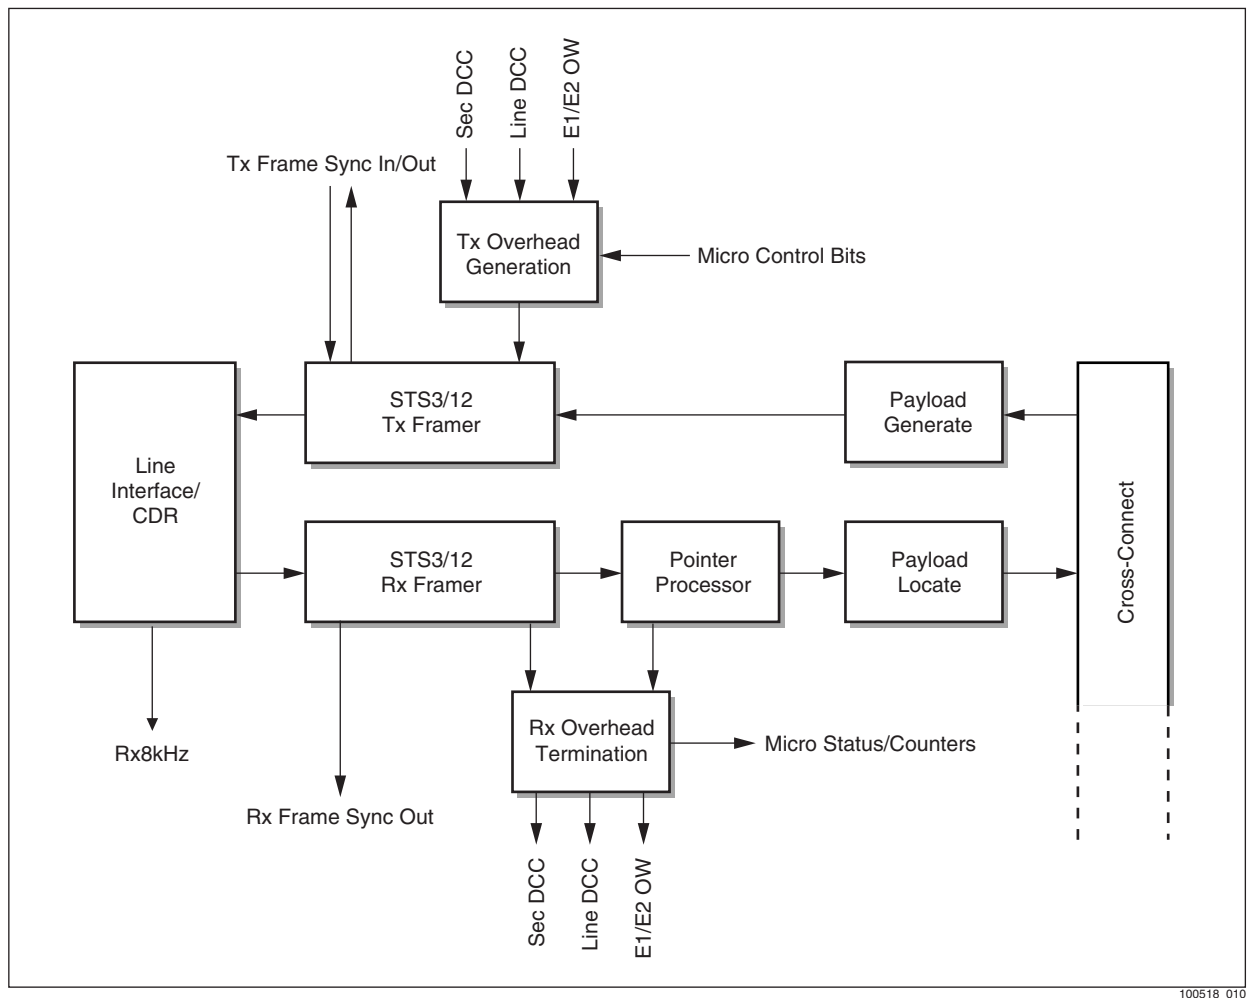 Sec DCC
Line DCC
E1/E2 OW
Tx Frame Sync In/Out
Tx Overhead
Generation
Micro Control Bits
Line
Interface/
CDR
STS3/12
Tx Framer
Payload
Generate
Cross-Connect
STS3/12
Rx Framer
Pointer
Processor
Payload
Locate
Rx8kHz
Rx Frame Sync Out
Rx Overhead
Termination
Micro Status/Counters
Sec DCC
Line DCC
E1/E2 OW
100518_010